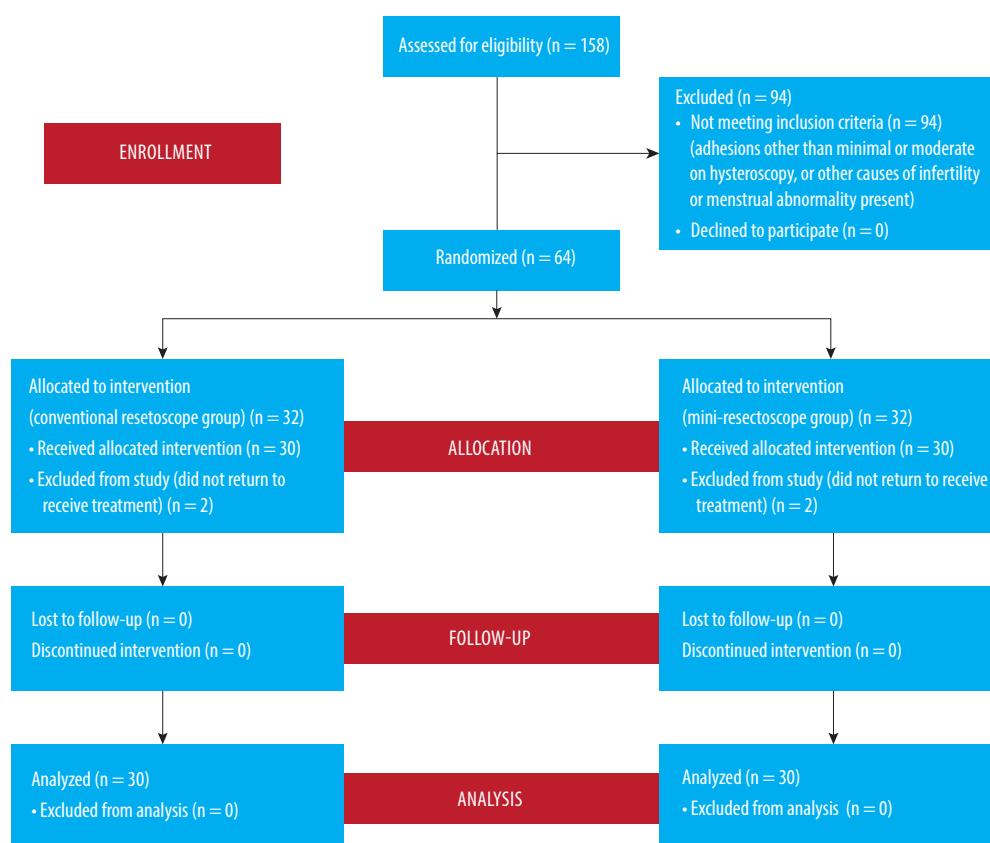 Assessed for eligibility (n = 158)
Excluded (n = 94)
• Not meeting inclusion criteria (n = 94)
(adhesions other than minimal or moderate
on hysteroscopy, or other causes of infertility
or menstrual abnormality present)
• Declined to participate (n = 0)
ENROLLMENT
Randomized (n = 64)
Allocated to intervention
(conventional resetoscope group) (n = 32)
• Received allocated intervention (n = 30)
• Excluded from study (did not return to
receive treatment) (n = 2)
ALLOCATION
Allocated to intervention
(mini-resectoscope group) (n = 32)
• Received allocated intervention (n = 30)
• Excluded from study (did not return to receive
treatment) (n = 2)
Lost to follow-up (n = 0)
Discontinued intervention (n = 0)
FOLLOW-UP
Lost to follow-up (n = 0)
Discontinued intervention (n = 0)
Analyzed (n = 30)
• Excluded from analysis (n = 0)
ANALYSIS
Analyzed (n = 30)
• Excluded from analysis (n = 0)